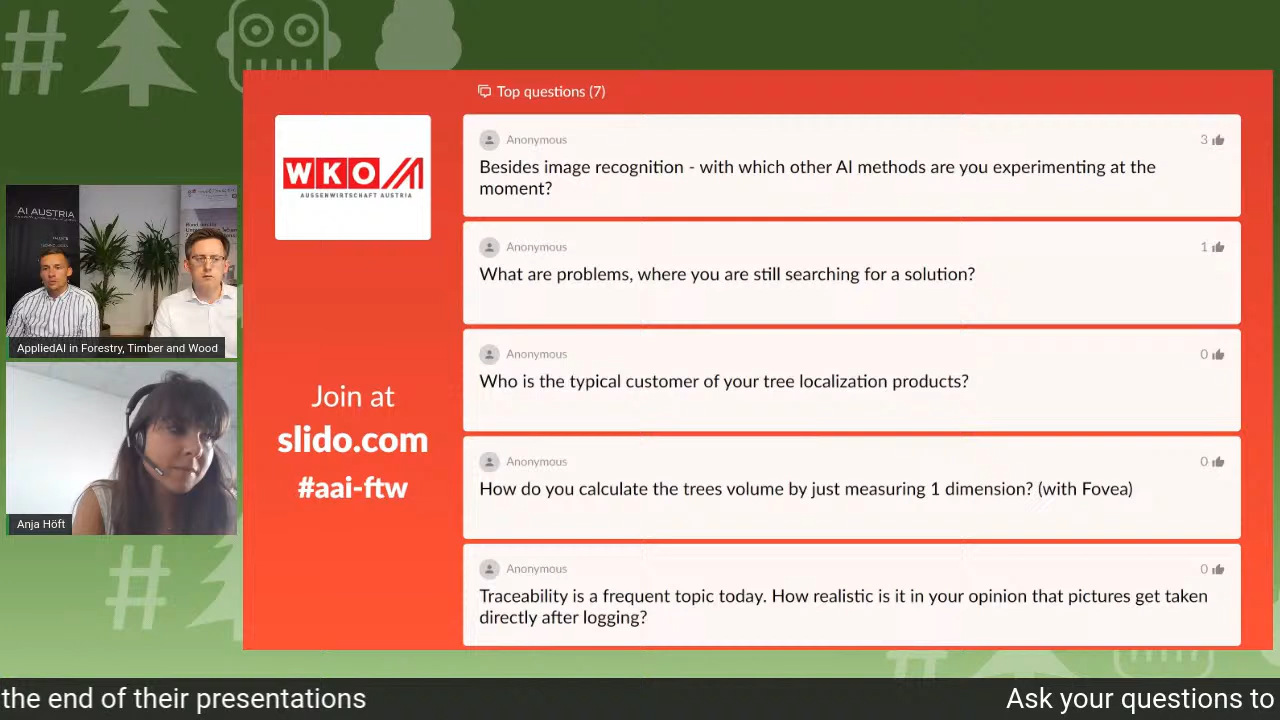 Top questions (7)
WKO
AUSSENWIRTSCHAFT AUSTRIA
Join at
slido.com
#aai-ftw
Anonymous
3
Besides image recognition - with which other AI methods are you experimenting at the
moment?
Anonymous
1
What are problems, where you are still searching for a solution?
Anonymous
0
Who is the typical customer of your tree localization products?
Anonymous
0
How do you calculate the trees volume by just measuring 1 dimension? (with Fovea)
Anonymous
0
Traceability is a frequent topic today. How realistic is it in your opinion that pictures get taken
directly after logging?
AI AUSTRIA
AppliedAI in Forestry, Timber and Wood
Anja Höft
the end of their presentations
Ask your questions to